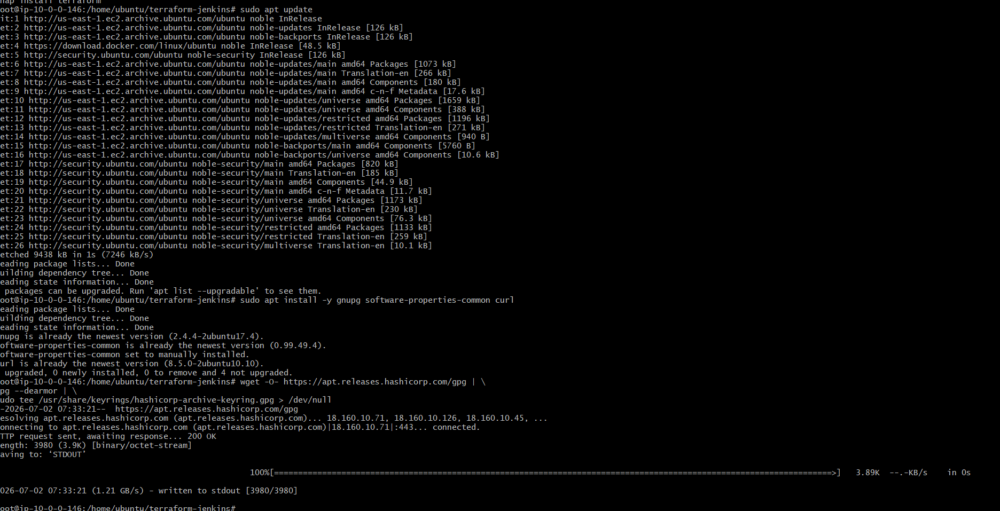 nap install terraform
oot@ip-10-0-0-146:/home/ubuntu/terraform-jenkins# sudo apt update
it:1 http://us-east-1.ec2.archive.ubuntu.com/ubuntu noble InRelease
et:2 http://us-east-1.ec2.archive.ubuntu.com/ubuntu noble-updates InRelease [126 kB]
et:3 http://us-east-1.ec2.archive.ubuntu.com/ubuntu noble-backports InRelease [126 kB]
et:4 https://download.docker.com/linux/ubuntu noble InRelease [48.5 kB]
et:5 http://security.ubuntu.com/ubuntu noble-security InRelease [126 kB]
et:6 http://us-east-1.ec2.archive.ubuntu.com/ubuntu noble-updates/main amd64 Packages [1073 kB]
et:7 http://us-east-1.ec2.archive.ubuntu.com/ubuntu noble-updates/main Translation-en [266 kB]
et:8 http://us-east-1.ec2.archive.ubuntu.com/ubuntu noble-updates/main amd64 Components [180 kB]
et:9 http://us-east-1.ec2.archive.ubuntu.com/ubuntu noble-updates/main amd64 c-n-f Metadata [17.6 kB]
et:10 http://us-east-1.ec2.archive.ubuntu.com/ubuntu noble-updates/universe amd64 Packages [1659 kB]
et:11 http://us-east-1.ec2.archive.ubuntu.com/ubuntu noble-updates/universe amd64 Components [388 kB]
et:12 http://us-east-1.ec2.archive.ubuntu.com/ubuntu noble-updates/restricted amd64 Packages [1196 kB]
et:13 http://us-east-1.ec2.archive.ubuntu.com/ubuntu noble-updates/restricted Translation-en [271 kB]
et:14 http://us-east-1.ec2.archive.ubuntu.com/ubuntu noble-updates/multiverse amd64 Components [940 B]
et:15 http://us-east-1.ec2.archive.ubuntu.com/ubuntu noble-backports/main amd64 Components [5760 B]
et:16 http://us-east-1.ec2.archive.ubuntu.com/ubuntu noble-backports/universe amd64 Components [10.6 kB]
et:17 http://security.ubuntu.com/ubuntu noble-security/main amd64 Packages [820 kB]
et:18 http://security.ubuntu.com/ubuntu noble-security/main Translation-en [185 kB]
et:19 http://security.ubuntu.com/ubuntu noble-security/main amd64 Components [44.9 kB]
et:20 http://security.ubuntu.com/ubuntu noble-security/main amd64 c-n-f Metadata [11.7 kB]
et:21 http://security.ubuntu.com/ubuntu noble-security/universe amd64 Packages [1173 kB]
et:22 http://security.ubuntu.com/ubuntu noble-security/universe Translation-en [230 kB]
et:23 http://security.ubuntu.com/ubuntu noble-security/universe amd64 Components [76.3 kB]
et:24 http://security.ubuntu.com/ubuntu noble-security/restricted amd64 Packages [1133 kB]
et:25 http://security.ubuntu.com/ubuntu noble-security/restricted Translation-en [259 kB]
et:26 http://security.ubuntu.com/ubuntu noble-security/multiverse Translation-en [10.1 kB]
etched 9438 kB in 1s (7246 kB/s)
eading package lists... Done
uilding dependency tree... Done
eading state information... Done
 packages can be upgraded. Run 'apt list --upgradable' to see them.
oot@ip-10-0-0-146:/home/ubuntu/terraform-jenkins# sudo apt install -y gnupg software-properties-common curl
eading package lists... Done
uilding dependency tree... Done
eading state information... Done
nupg is already the newest version (2.4.4-2ubuntu17.4).
oftware-properties-common is already the newest version (0.99.49.4).
oftware-properties-common set to manually installed.
url is already the newest version (8.5.0-2ubuntu10.10).
 upgraded, 0 newly installed, 0 to remove and 4 not upgraded.
oot@ip-10-0-0-146:/home/ubuntu/terraform-jenkins# wget -O- https://apt.releases.hashicorp.com/gpg | \
pg --dearmor | \
udo tee /usr/share/keyrings/hashicorp-archive-keyring.gpg > /dev/null
-2026-07-02 07:33:21--  https://apt.releases.hashicorp.com/gpg
esolving apt.releases.hashicorp.com (apt.releases.hashicorp.com)... 18.160.10.71, 18.160.10.126, 18.160.10.45, ...
onnecting to apt.releases.hashicorp.com (apt.releases.hashicorp.com)|18.160.10.71|:443... connected.
TTP request sent, awaiting response... 200 OK
ength: 3980 (3.9K) [binary/octet-stream]
aving to: ‘STDOUT’
100%[====================================================================================================================>]   3.89K  --.-KB/s    in 0s
026-07-02 07:33:21 (1.21 GB/s) - written to stdout [3980/3980]
oot@ip-10-0-0-146:/home/ubuntu/terraform-jenkins#